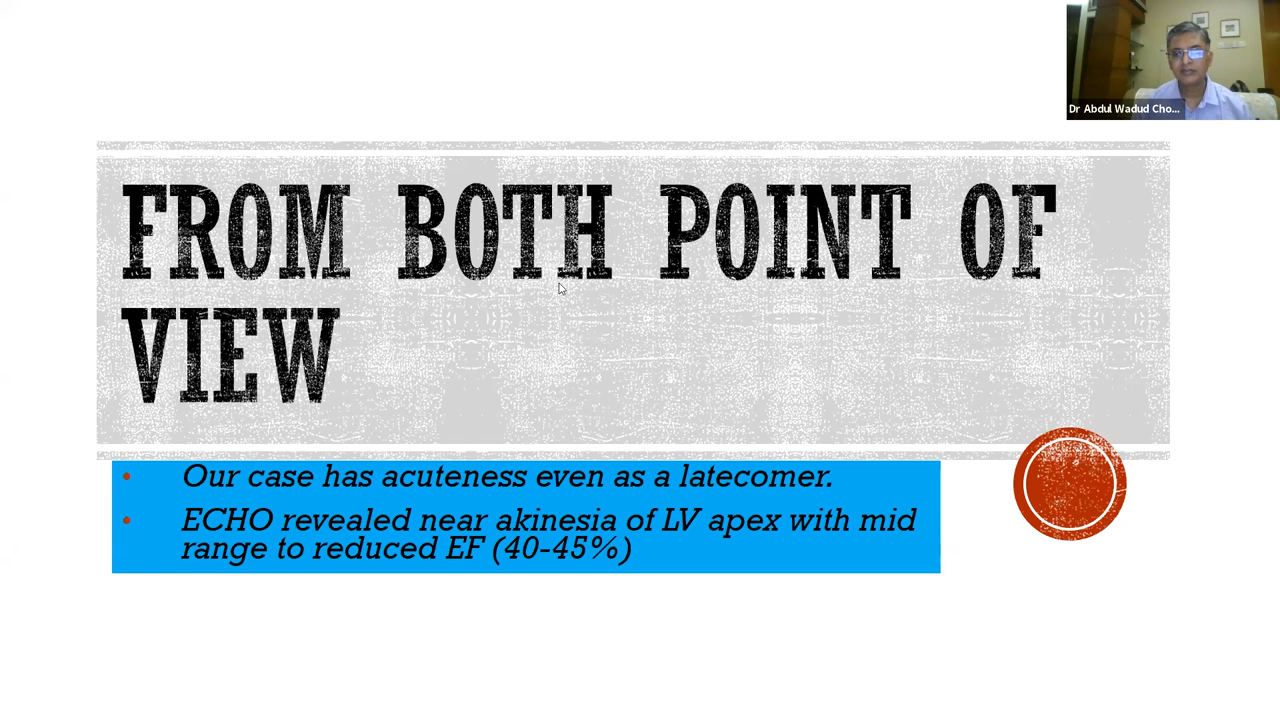 Dr Abdul Wadud Cho...
FROM BOTH POINT OF
VIEW
• Our case has acuteness even as a latecomer.
• ECHO revealed near akinesia of LV apex with mid
range to reduced EF (40-45%)